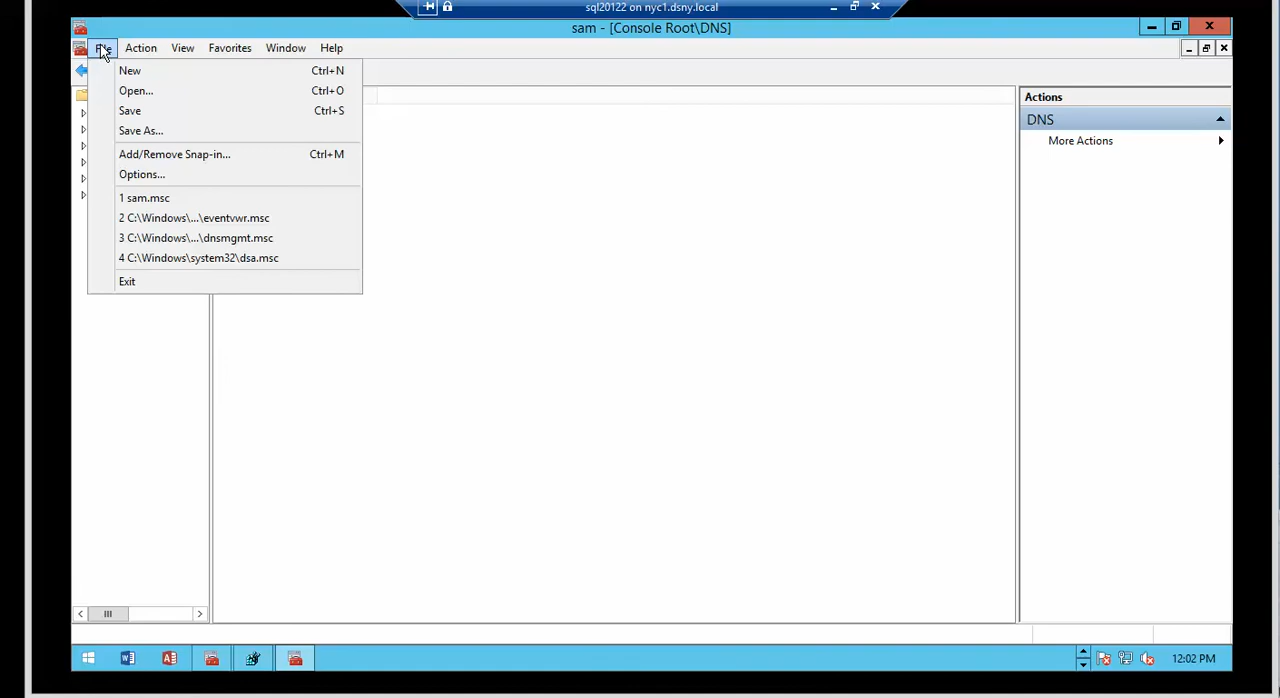 sql20122 on nyc1.dsny.local
sam - [Console Root\DNS]
Action View Favorites Window Help
New Ctrl+N
Open... Ctrl+O
Save Ctrl+S
Save As...
Add/Remove Snap-in... Ctrl+M
Options...
1 sam.msc
2 C:\Windows\...\eventvwr.msc
3 C:\Windows\...\dnsmgmt.msc
4 C:\Windows\system32\dsa.msc
Exit
Actions
DNS
More Actions
12:02 PM